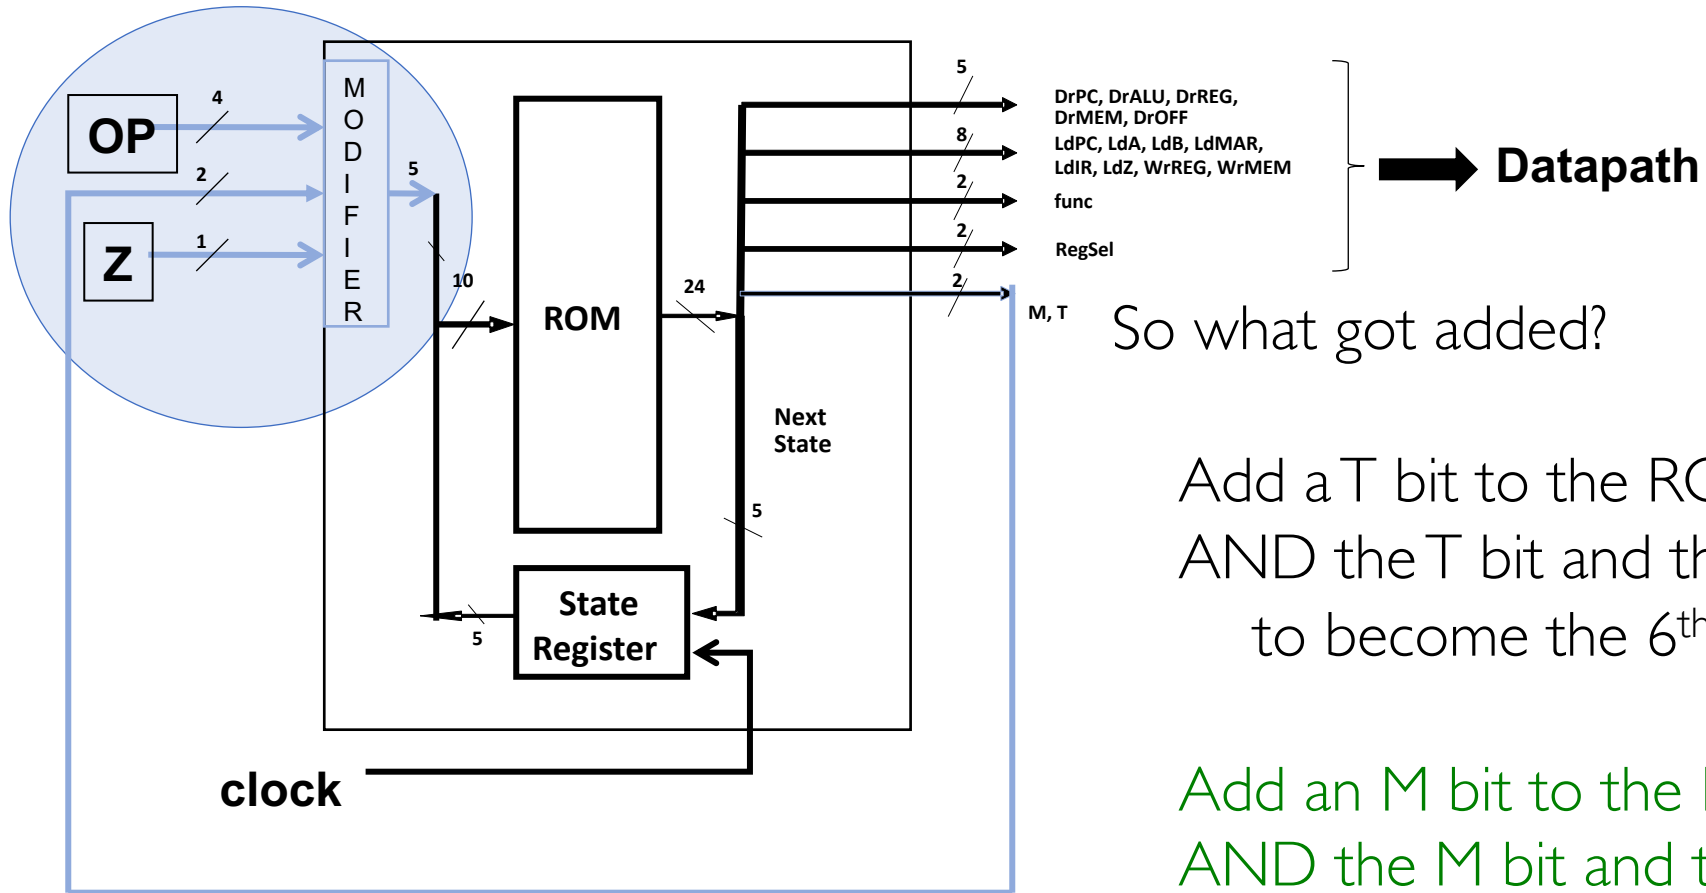 OP
4
2
Z
1
M
O
D
I
F
I
E
R
5
10
ROM
24
5
DrPC, DrALU, DrREG,
DrMEM, DrOFF
8
LdPC, LdA, LdB, LdMAR,
LdIR, LdZ, WrREG, WrMEM
2
func
2
RegSel
2
M, T
Datapath
So what got added?
Next
State
5
State
Register
5
clock
Add a T bit to the
AND the T bit and
to become the 6th
Add an M bit to the
AND the M bit and